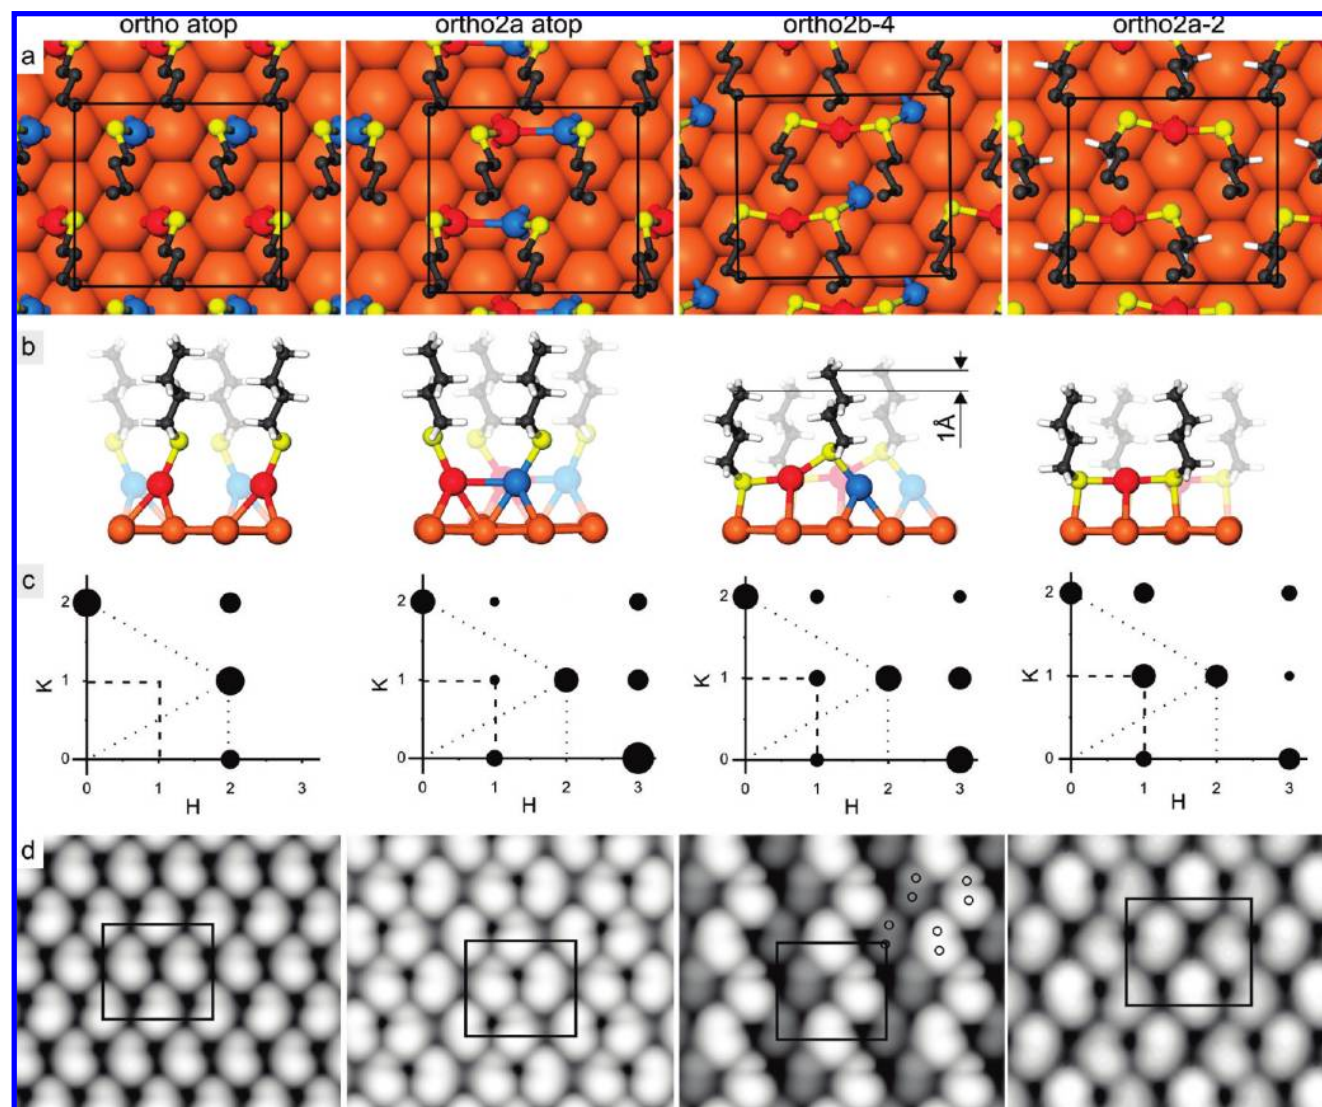 ortho atop ortho2a atop ortho2b-4 ortho2a-2
a
b
1Å
c
2 2 2 2
K K K K
1 1 1 1
0 0 0 0
0 1 2 3 0 1 2 3 0 1 2 3 0 1 2 3
H H H H
d